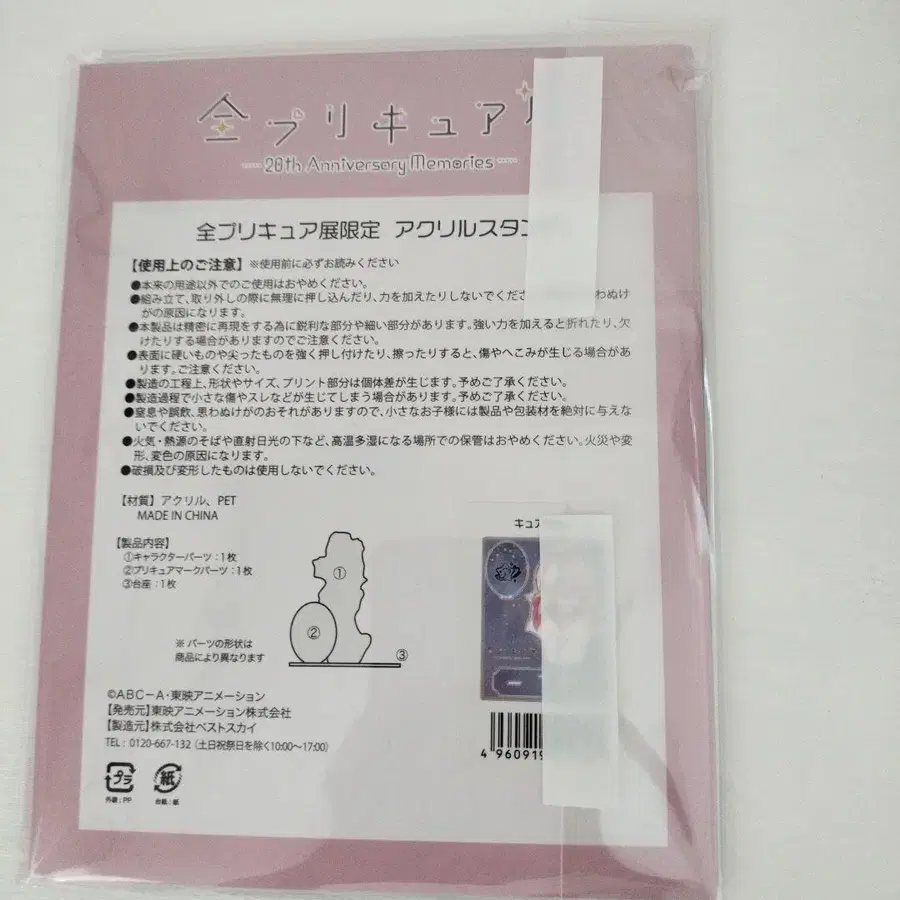 全プリキュア
20th Anniversary Memories
全プリキュア展限定 アクリルスタン
【使用上のご注意】 ※使用前に必ずお読みください
●本来の用途以外でのご使用はおやめください。
●組み立て、取り外しの際に無理に押し込んだり、力を加えたりしないでくださ わぬけ
がの原因になります。
●本製品は精密に再現をする為に鋭利な部分や細い部分があります。強い力を加えると折れたり、欠
けたりする場合がありますのでご注意ください。
●表面に硬いものや尖ったものを強く押し付けたり、擦ったりすると、傷やへこみが生じる場合があ
ります。ご注意ください。
●製造の工程上、形状やサイズ、プリント部分は個体差が生じます。予めご了承ください。
●製造過程で小さな傷やスレなどが生じてしまう場合があります。予めご了承ください。
●窒息や誤飲、思わぬけがのおそれがありますので、小さなお子様には製品や包装材を絶対に与えな
いでください。
●火気・熱源のそばや直射日光の下など、高温多湿になる場所での保管はおやめください。火災や変
形、変色の原因になります。
●破損及び変形したものは使用しないでください。
【材質】 アクリル、PET
MADE IN CHINA
【製品内容】
①キャラクターパーツ：1枚
②プリキュアマークパーツ：1枚
③台座：1枚
①
②
③
※ パーツの形状は
商品により異なります
キュア
©ABC－A・東映アニメーション
【発売元】東映アニメーション株式会社
【製造元】株式会社ベストスカイ
TEL：0120-667-132（土日祝祭日を除く10:00～17:00）
4 960919
プラ
外袋：PP
紙
台紙：紙